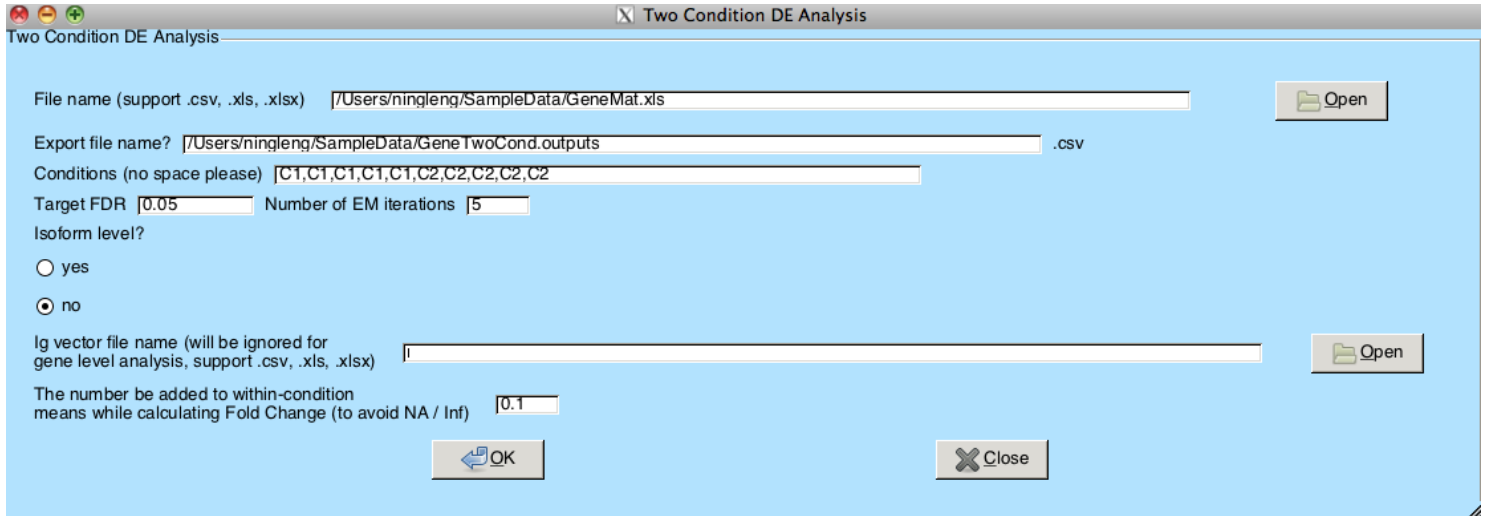 X Two Condition DE Analysis
Two Condition DE Analysis
File name (support .csv, .xls, .xlsx) /Users/ningleng/SampleData/GeneMat.xls Open
Export file name? /Users/ningleng/SampleData/GeneTwoCond.outputs .csv
Conditions (no space please) C1,C1,C1,C1,C1,C2,C2,C2,C2,C2
Target FDR 0.05 Number of EM iterations 5
Isoform level?
yes
no
Ig vector file name (will be ignored for
gene level analysis, support .csv, .xls, .xlsx) Open
The number be added to within-condition
means while calculating Fold Change (to avoid NA / Inf) 0.1
OK Close